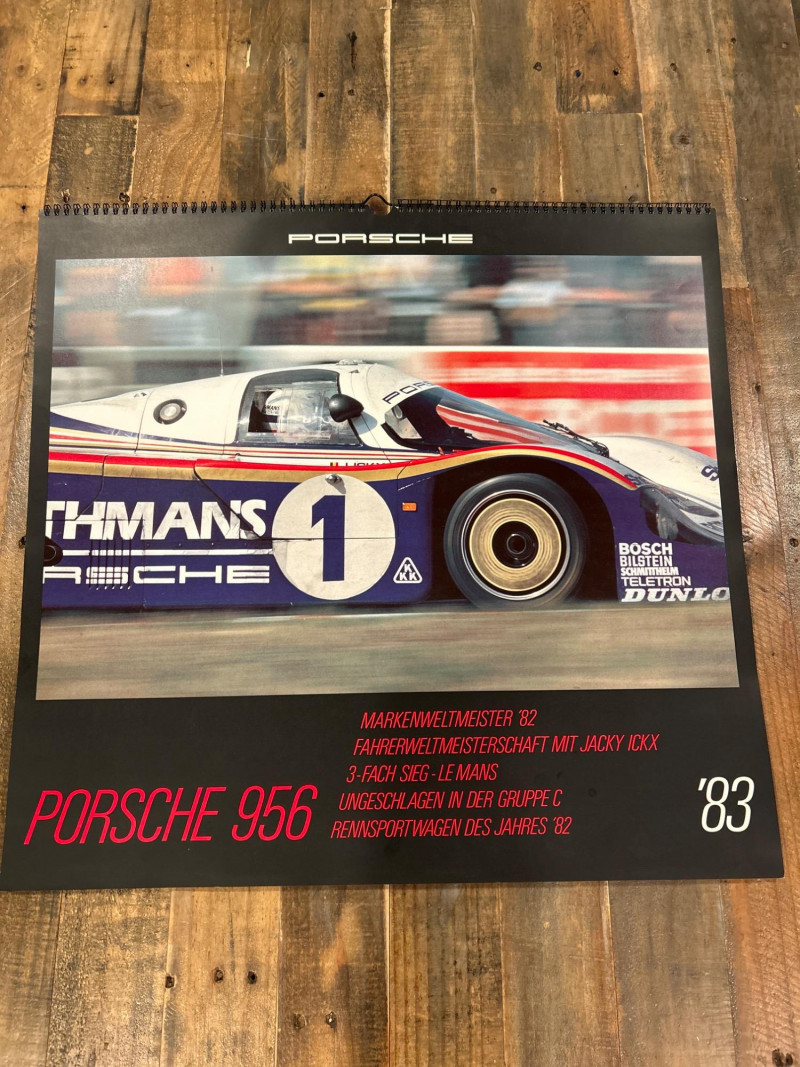 PORSCHE
THMANS
RSCHE
1
KKK
BOSCH
BILSTEIN
SCHMITTHELM
TELETRON
DUNLO
MARKENWELTMEISTER '82
FAHRERWELTMEISTERSCHAFT MIT JACKY ICKX
3-FACH SIEG - LE MANS
UNGESCHLAGEN IN DER GRUPPE C
RENNSPORTWAGEN DES JAHRES '82
PORSCHE 956
'83